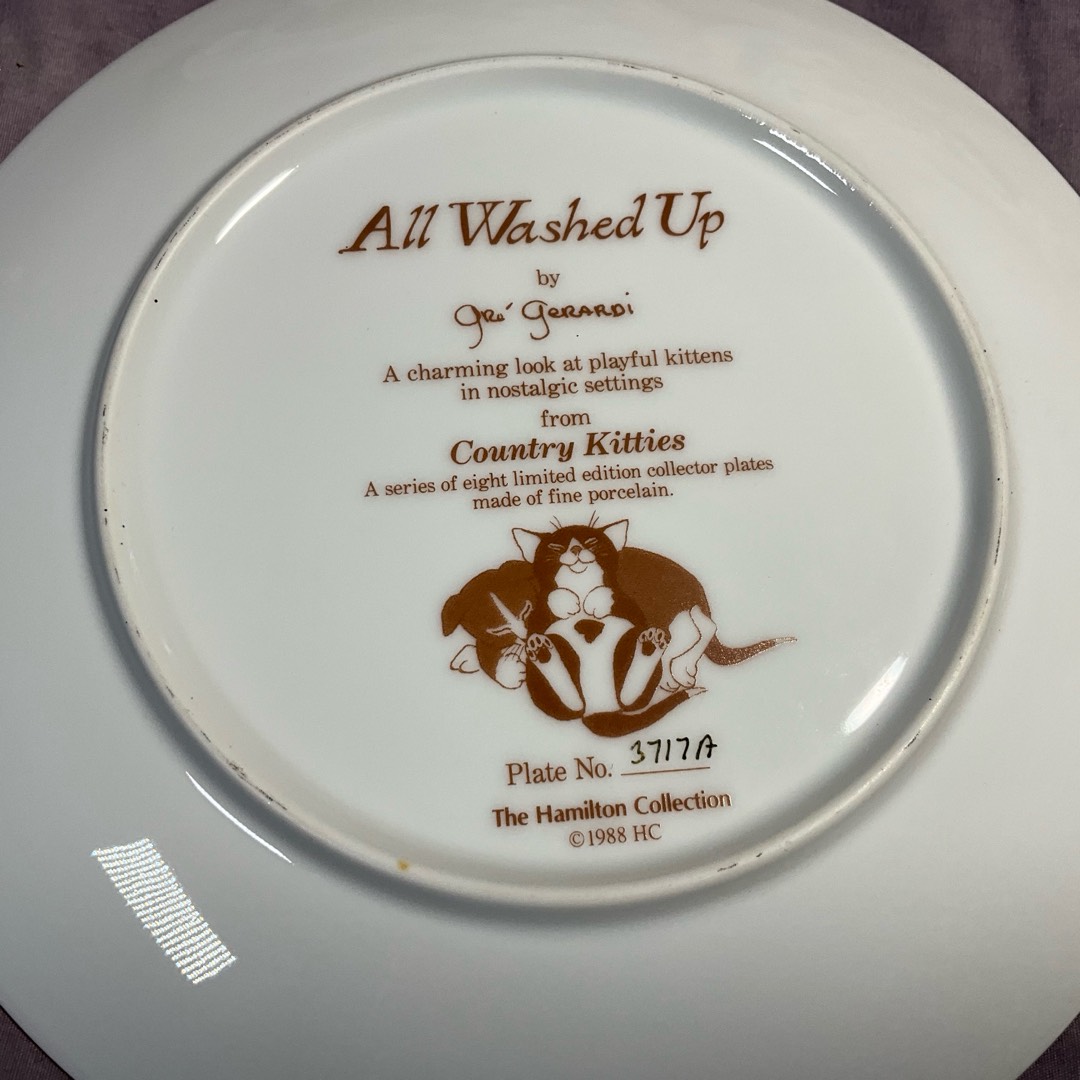 All Washed Up
by
Gré Gerardi
A charming look at playful kittens
in nostalgic settings
from
Country Kitties
A series of eight limited edition collector plates
made of fine porcelain.
Plate No. 3717A
The Hamilton Collection
©1988 HC